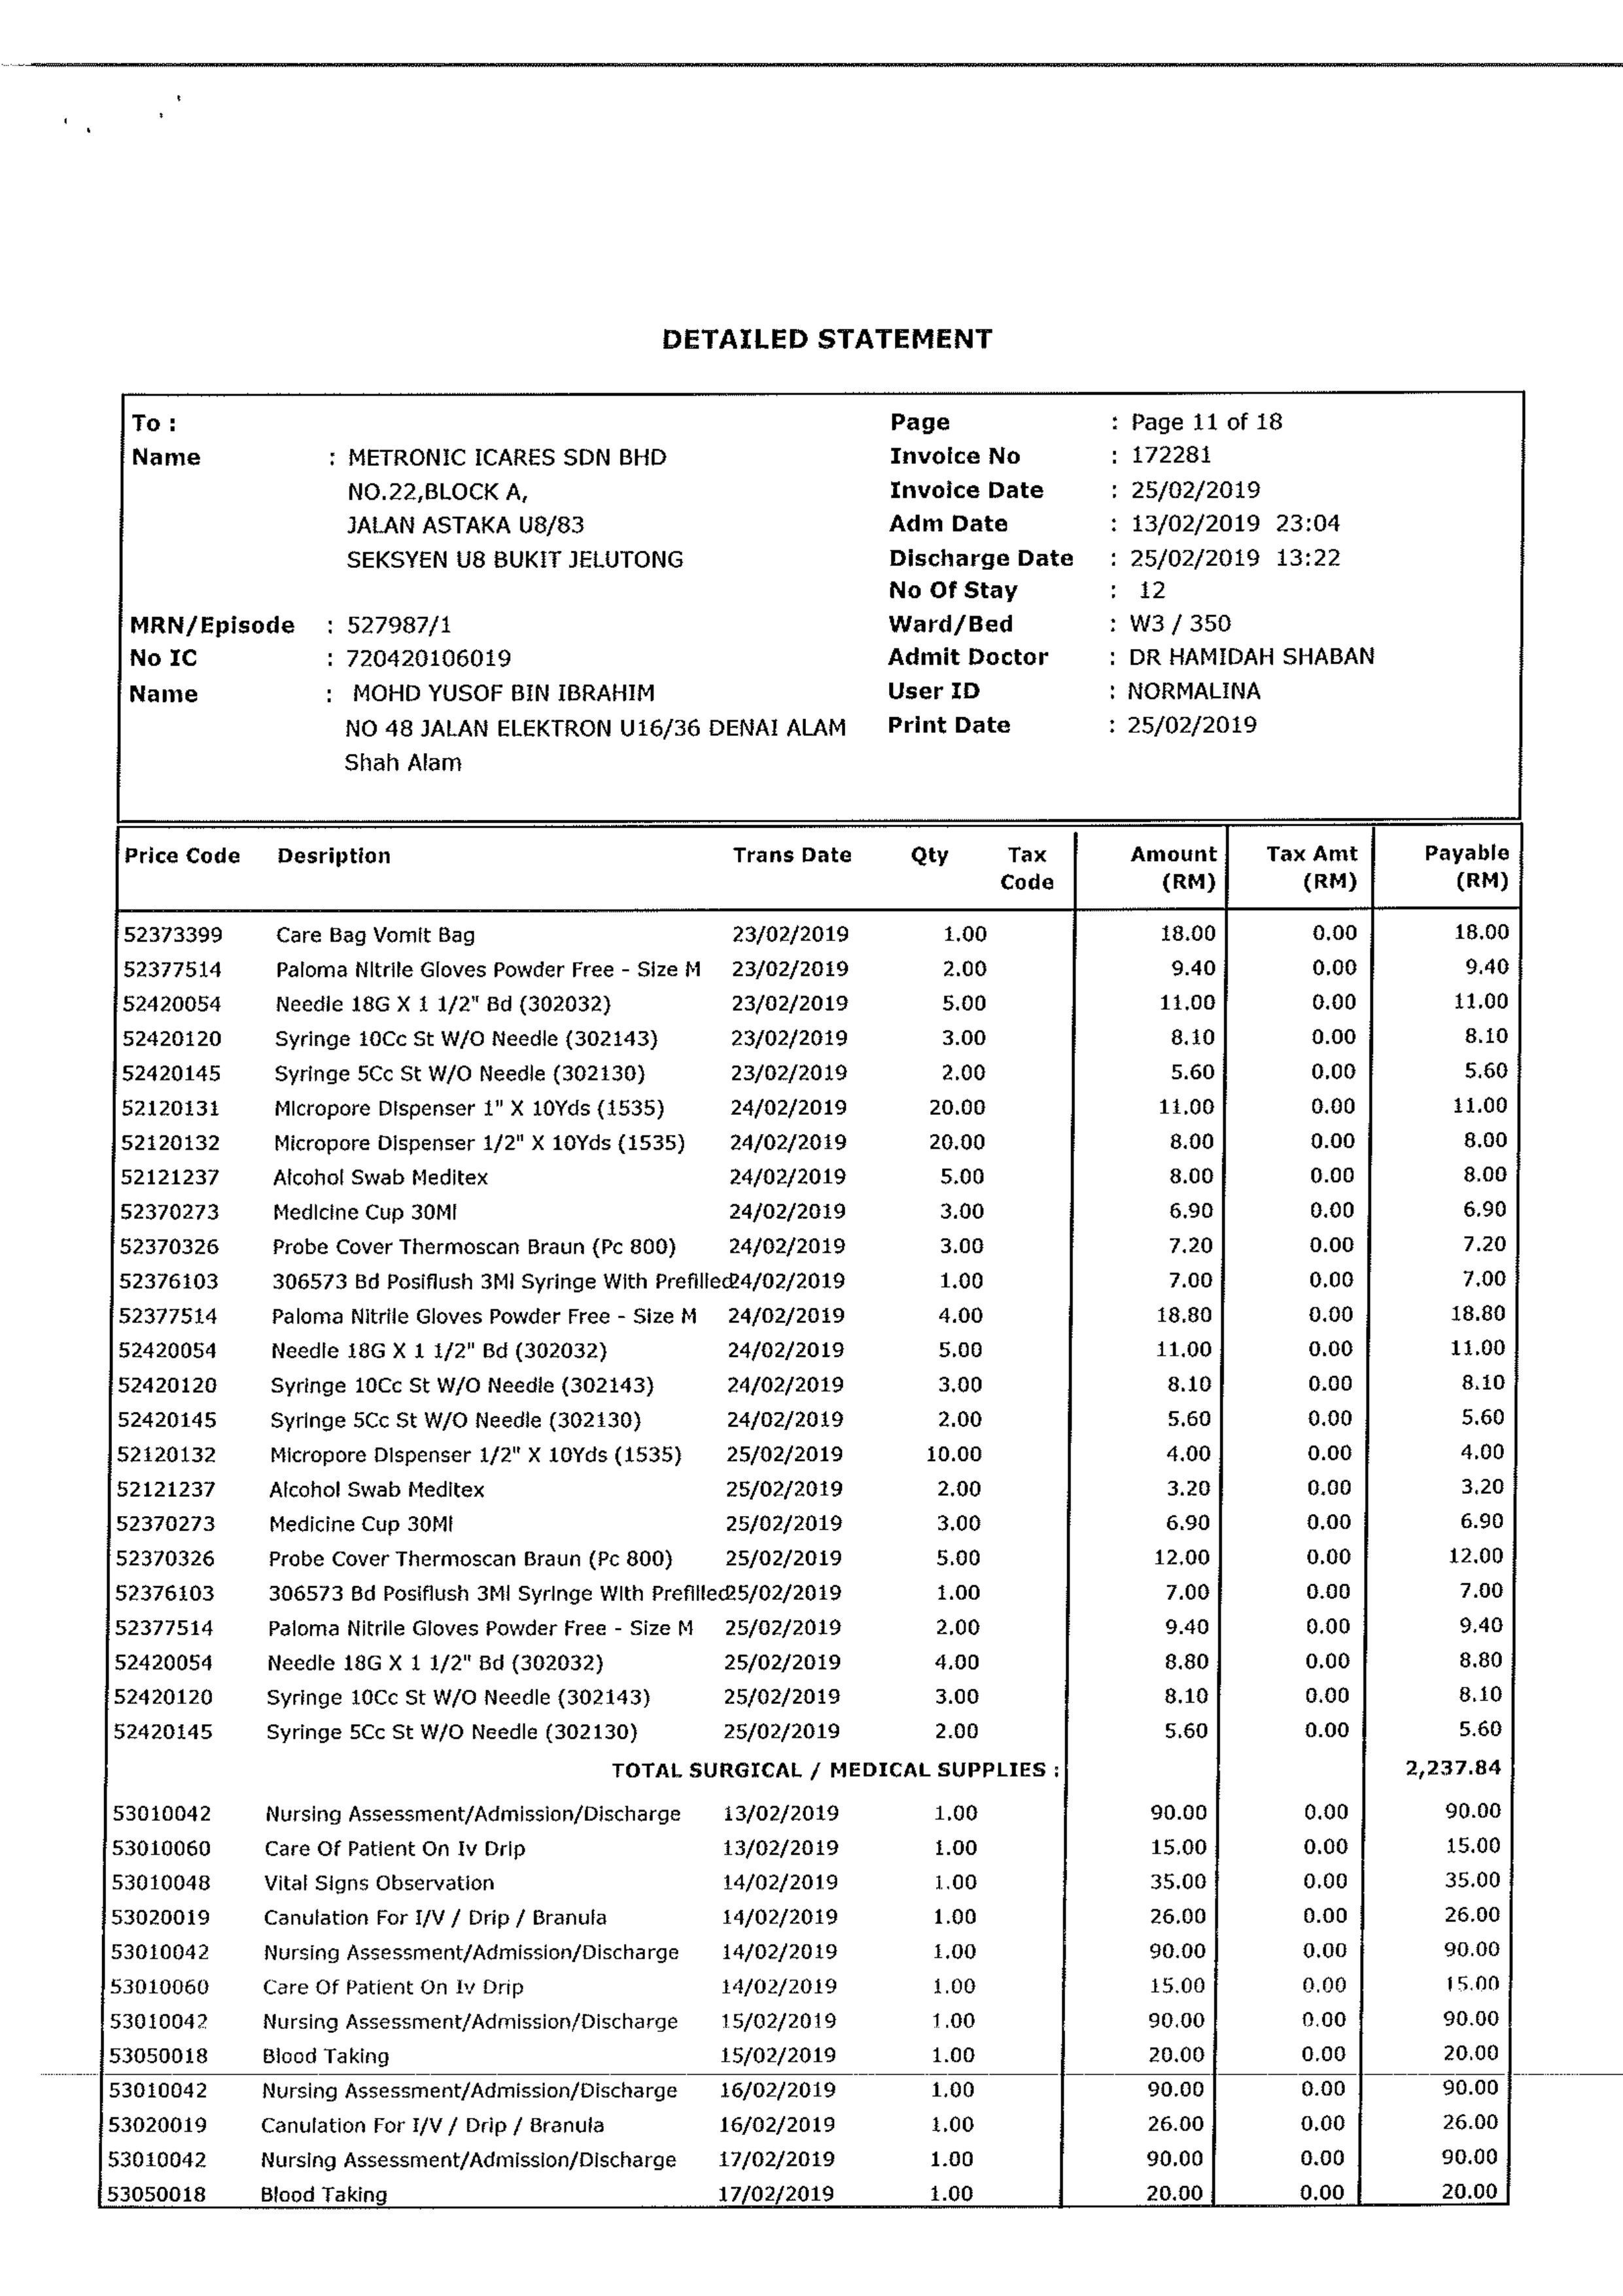 DETAILED STATEMENT
To : Page : Page 11 of 18
Name : METRONIC ICARES SDN BHD Invoice No : 172281
NO.22,BLOCK A, Invoice Date : 25/02/2019
JALAN ASTAKA U8/83 Adm Date : 13/02/2019 23:04
SEKSYEN U8 BUKIT JELUTONG Discharge Date : 25/02/2019 13:22
No Of Stay : 12
MRN/Episode : 527987/1 Ward/Bed : W3 / 350
No IC : 720420106019 Admit Doctor : DR HAMIDAH SHABAN
Name : MOHD YUSOF BIN IBRAHIM User ID : NORMALINA
NO 48 JALAN ELEKTRON U16/36 DENAI ALAM Print Date : 25/02/2019
Shah Alam
Price Code Desription Trans Date Qty Tax Amount Tax Amt Payable
Code (RM) (RM) (RM)
52373399 Care Bag Vomit Bag 23/02/2019 1.00 18.00 0.00 18.00
52377514 Paloma Nitrile Gloves Powder Free - Size M 23/02/2019 2.00 9.40 0.00 9.40
52420054 Needle 18G X 1 1/2" Bd (302032) 23/02/2019 5.00 11.00 0.00 11.00
52420120 Syringe 10Cc St W/O Needle (302143) 23/02/2019 3.00 8.10 0.00 8.10
52420145 Syringe 5Cc St W/O Needle (302130) 23/02/2019 2.00 5.60 0.00 5.60
52120131 Micropore Dispenser 1" X 10Yds (1535) 24/02/2019 20.00 11.00 0.00 11.00
52120132 Micropore Dispenser 1/2" X 10Yds (1535) 24/02/2019 20.00 8.00 0.00 8.00
52121237 Alcohol Swab Meditex 24/02/2019 5.00 8.00 0.00 8.00
52370273 Medicine Cup 30Ml 24/02/2019 3.00 6.90 0.00 6.90
52370326 Probe Cover Thermoscan Braun (Pc 800) 24/02/2019 3.00 7.20 0.00 7.20
52376103 306573 Bd Posiflush 3Ml Syringe With Prefilled24/02/2019 1.00 7.00 0.00 7.00
52377514 Paloma Nitrile Gloves Powder Free - Size M 24/02/2019 4.00 18.80 0.00 18.80
52420054 Needle 18G X 1 1/2" Bd (302032) 24/02/2019 5.00 11.00 0.00 11.00
52420120 Syringe 10Cc St W/O Needle (302143) 24/02/2019 3.00 8.10 0.00 8.10
52420145 Syringe 5Cc St W/O Needle (302130) 24/02/2019 2.00 5.60 0.00 5.60
52120132 Micropore Dispenser 1/2" X 10Yds (1535) 25/02/2019 10.00 4.00 0.00 4.00
52121237 Alcohol Swab Meditex 25/02/2019 2.00 3.20 0.00 3.20
52370273 Medicine Cup 30Ml 25/02/2019 3.00 6.90 0.00 6.90
52370326 Probe Cover Thermoscan Braun (Pc 800) 25/02/2019 5.00 12.00 0.00 12.00
52376103 306573 Bd Posiflush 3Ml Syringe With Prefilled25/02/2019 1.00 7.00 0.00 7.00
52377514 Paloma Nitrile Gloves Powder Free - Size M 25/02/2019 2.00 9.40 0.00 9.40
52420054 Needle 18G X 1 1/2" Bd (302032) 25/02/2019 4.00 8.80 0.00 8.80
52420120 Syringe 10Cc St W/O Needle (302143) 25/02/2019 3.00 8.10 0.00 8.10
52420145 Syringe 5Cc St W/O Needle (302130) 25/02/2019 2.00 5.60 0.00 5.60
TOTAL SURGICAL / MEDICAL SUPPLIES : 2,237.84
53010042 Nursing Assessment/Admission/Discharge 13/02/2019 1.00 90.00 0.00 90.00
53010060 Care Of Patient On Iv Drip 13/02/2019 1.00 15.00 0.00 15.00
53010048 Vital Signs Observation 14/02/2019 1.00 35.00 0.00 35.00
53020019 Canulation For I/V / Drip / Branula 14/02/2019 1.00 26.00 0.00 26.00
53010042 Nursing Assessment/Admission/Discharge 14/02/2019 1.00 90.00 0.00 90.00
53010060 Care Of Patient On Iv Drip 14/02/2019 1.00 15.00 0.00 15.00
53010042 Nursing Assessment/Admission/Discharge 15/02/2019 1.00 90.00 0.00 90.00
53050018 Blood Taking 15/02/2019 1.00 20.00 0.00 20.00
53010042 Nursing Assessment/Admission/Discharge 16/02/2019 1.00 90.00 0.00 90.00
53020019 Canulation For I/V / Drip / Branula 16/02/2019 1.00 26.00 0.00 26.00
53010042 Nursing Assessment/Admission/Discharge 17/02/2019 1.00 90.00 0.00 90.00
53050018 Blood Taking 17/02/2019 1.00 20.00 0.00 20.00